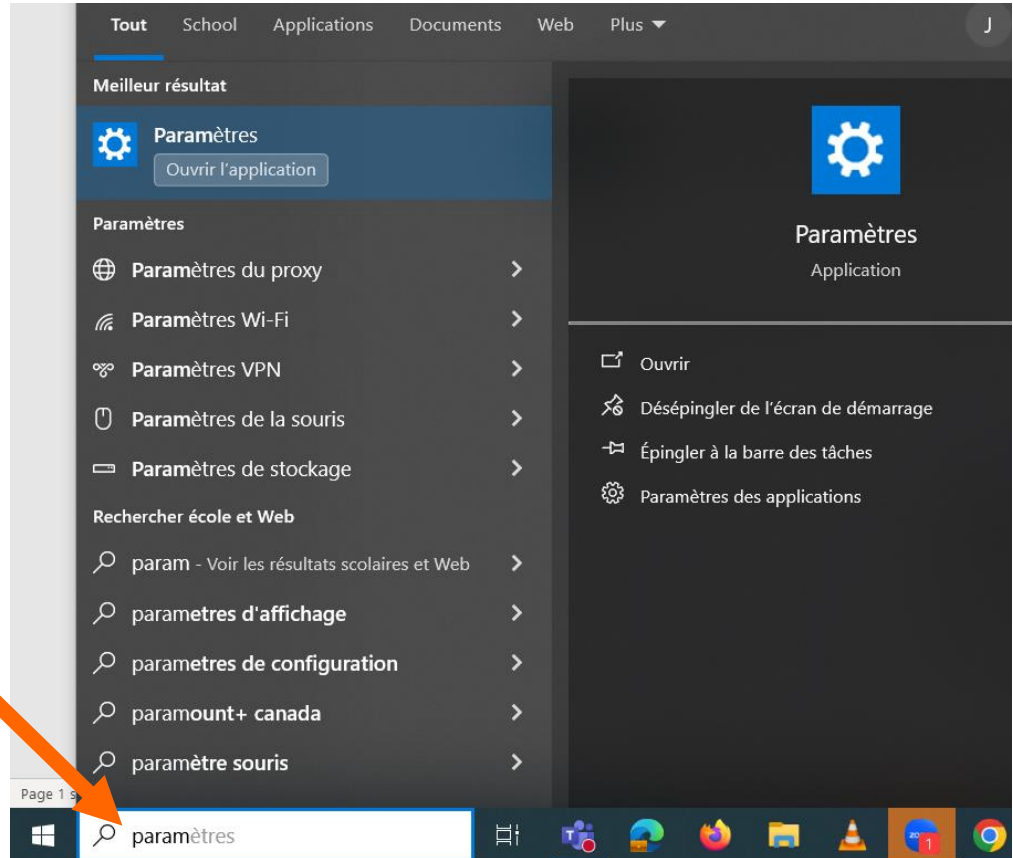 Tout School Applications Documents Web Plus J
Meilleur résultat
Paramètres
Ouvrir l'application
Paramètres
Paramètres du proxy
Paramètres Wi-Fi
Paramètres VPN
Paramètres de la souris
Paramètres de stockage
Rechercher école et Web
param - Voir les résultats scolaires et Web
parametres d'affichage
parametres de configuration
paramount+ canada
paramètre souris
Paramètres
Application
Ouvrir
Désépingler de l'écran de démarrage
Épingler à la barre des tâches
Paramètres des applications
Page 1 s
paramètres
1